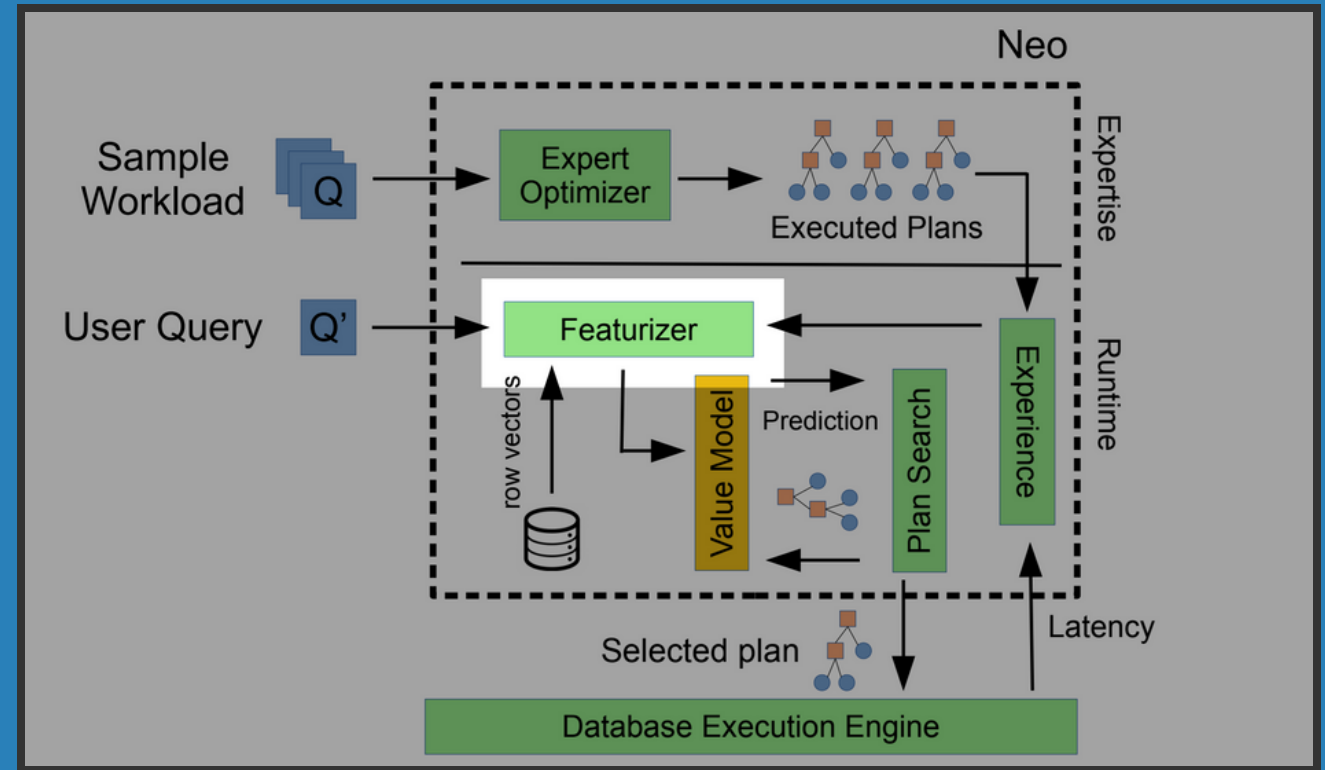 Neo
Sample
Workload
Q
Expert
Optimizer
Executed Plans
Expertise
User Query
Q’
Featurizer
Experience
Runtime
row vectors
Value Model
Prediction
Plan Search
Selected plan
Latency
Database Execution Engine